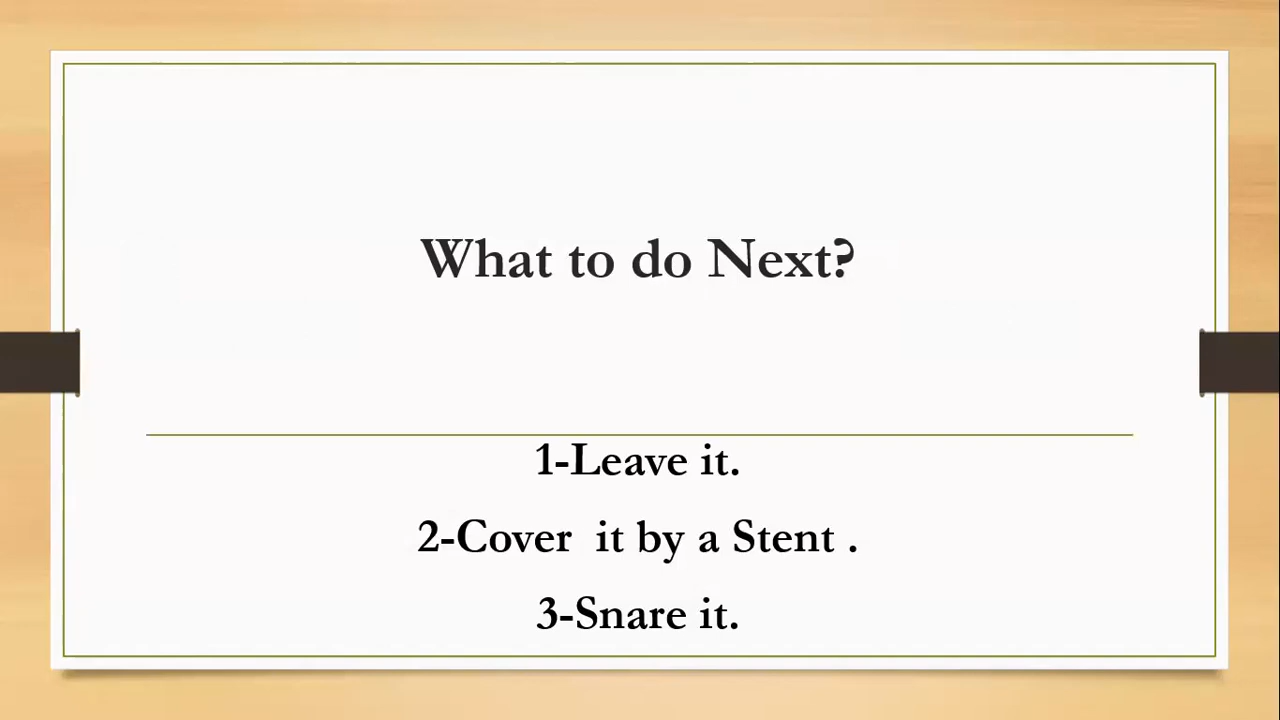 What to do Next?
1-Leave it.
2-Cover  it by a Stent .
3-Snare it.